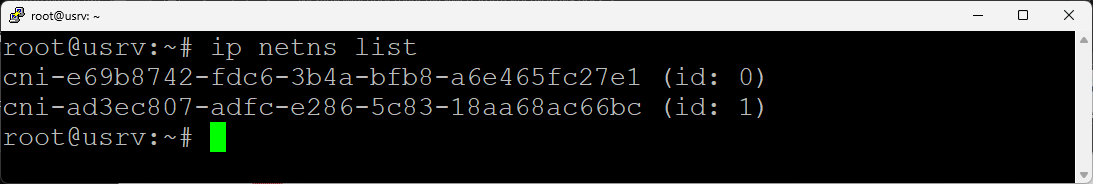 root@usrv: ~
root@usrv:~# ip netns list
cni-e69b8742-fdc6-3b4a-bfb8-a6e465fc27e1 (id: 0)
cni-ad3ec807-adfc-e286-5c83-18aa68ac66bc (id: 1)
root@usrv:~#